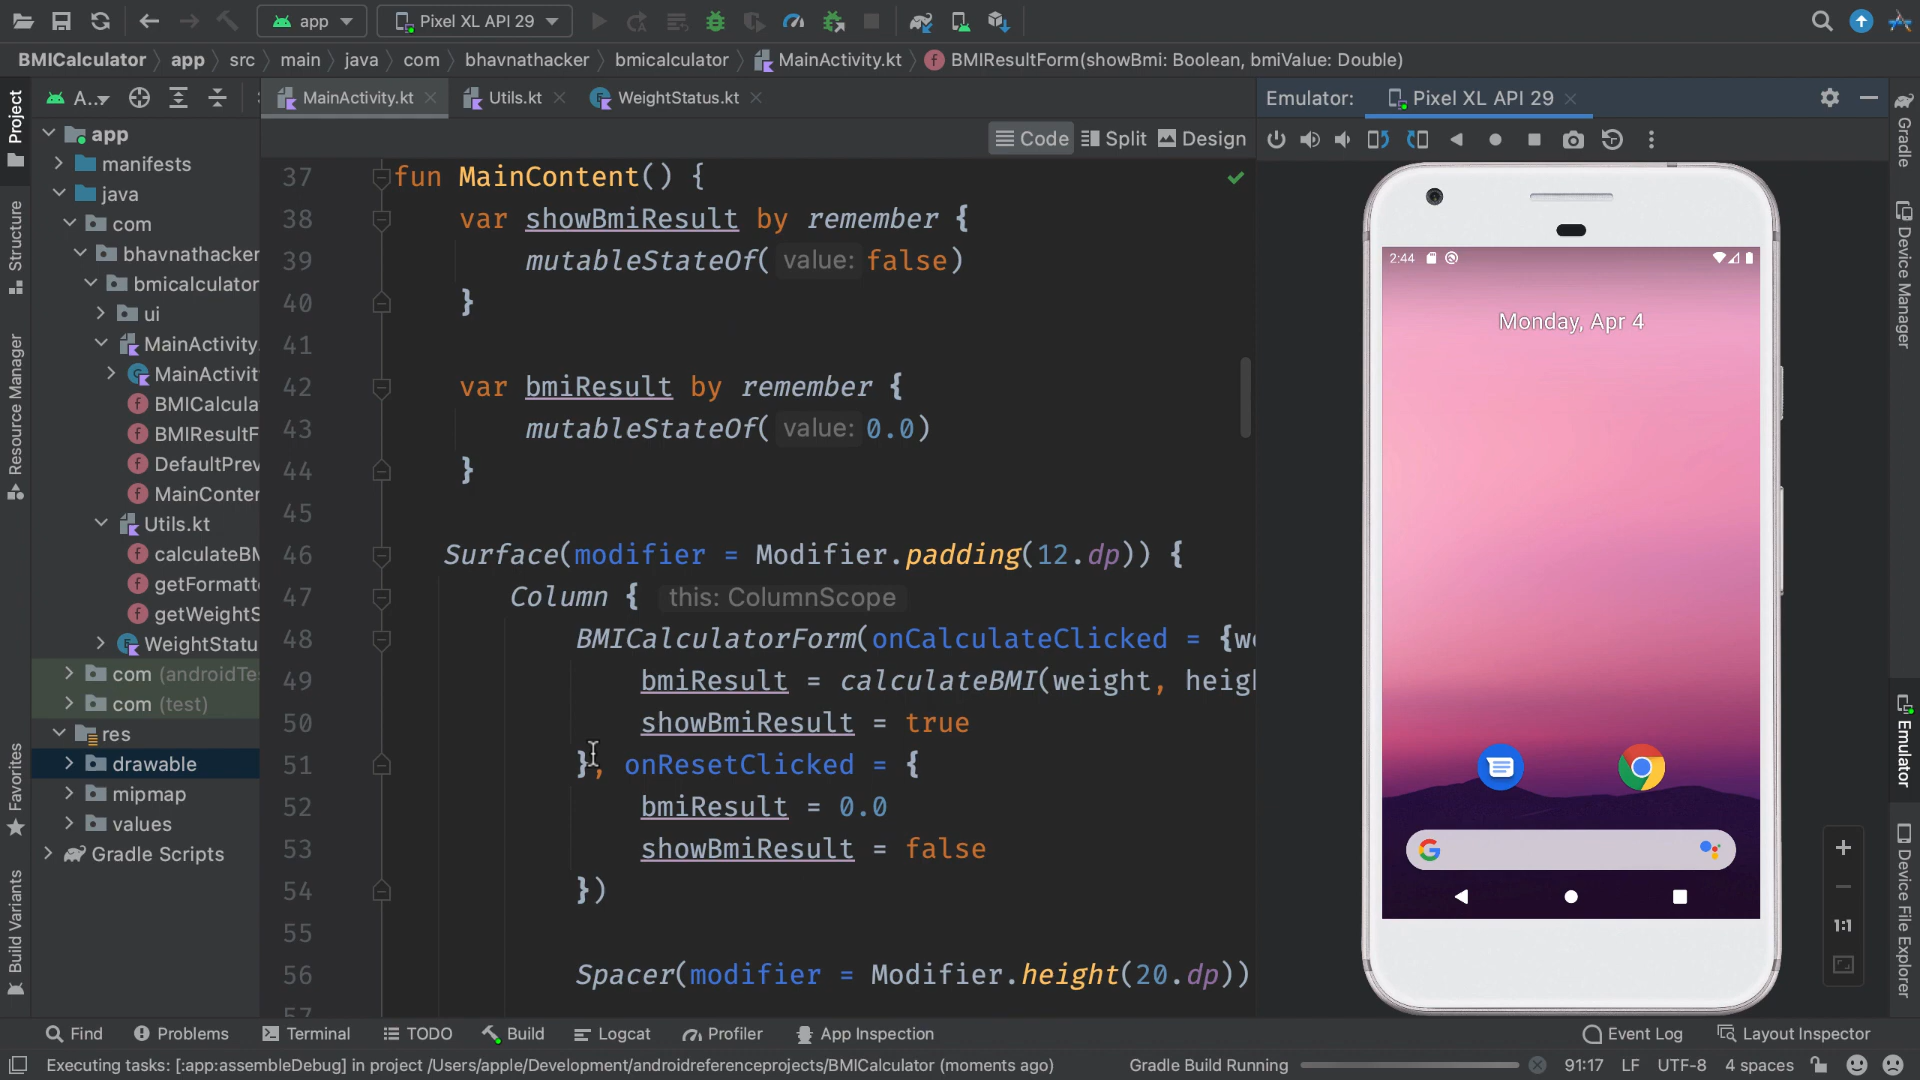 app
Pixel XL API 29
BMICalculator
app
src
main
java
com
bhavnathacker
bmicalculator
MainActivity.kt
BMIResultForm(showBmi: Boolean, bmiValue: Double)
Project
Structure
Resource Manager
Favorites
Build Variants
A...
app
manifests
java
com
bhavnathacker
bmicalculator
ui
MainActivity.
MainActivit
BMICalcula
BMIResultF
DefaultPrev
MainConter
Utils.kt
calculateBM
getFormatt
getWeightS
WeightStatu
com (androidTe
com (test)
res
drawable
mipmap
values
Gradle Scripts
MainActivity.kt
Utils.kt
WeightStatus.kt
Code
Split
Design
37 fun MainContent() {
38 var showBmiResult by remember {
39 mutableStateOf( value: false)
40 }
41
42 var bmiResult by remember {
43 mutableStateOf( value: 0.0)
44 }
45
46 Surface(modifier = Modifier.padding(12.dp)) {
47 Column { this: ColumnScope
48 BMICalculatorForm(onCalculateClicked = {we
49 bmiResult = calculateBMI(weight, heigh
50 showBmiResult = true
51 }, onResetClicked = {
52 bmiResult = 0.0
53 showBmiResult = false
54 })
55
56 Spacer(modifier = Modifier.height(20.dp))
57
Emulator:
Pixel XL API 29
2:44
Monday, Apr 4
1:1
Gradle
Device Manager
Emulator
Device File Explorer
Find
Problems
Terminal
TODO
Build
Logcat
Profiler
App Inspection
Event Log
Layout Inspector
Executing tasks: [:app:assembleDebug] in project /Users/apple/Development/androidreferenceprojects/BMICalculator (moments ago)
Gradle Build Running
91:17
LF
UTF-8
4 spaces